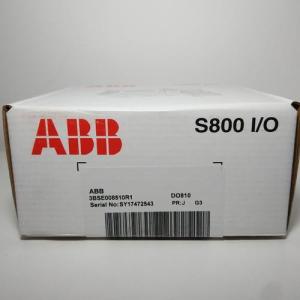 ABB
S800 I/O
ABB
3BSE008510R1 DO810
Serial No:SY17472543 PR:J G3